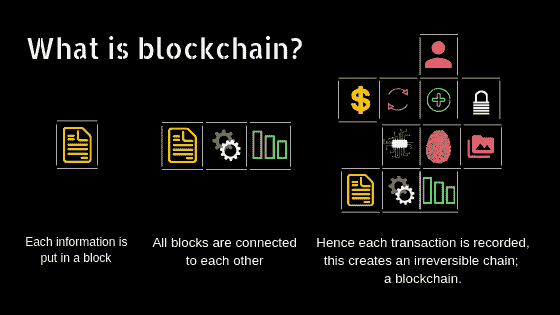 What is blockchain?
Each information is
put in a block
All blocks are connected
to each other
Hence each transaction is recorded,
this creates an irreversible chain;
a blockchain.